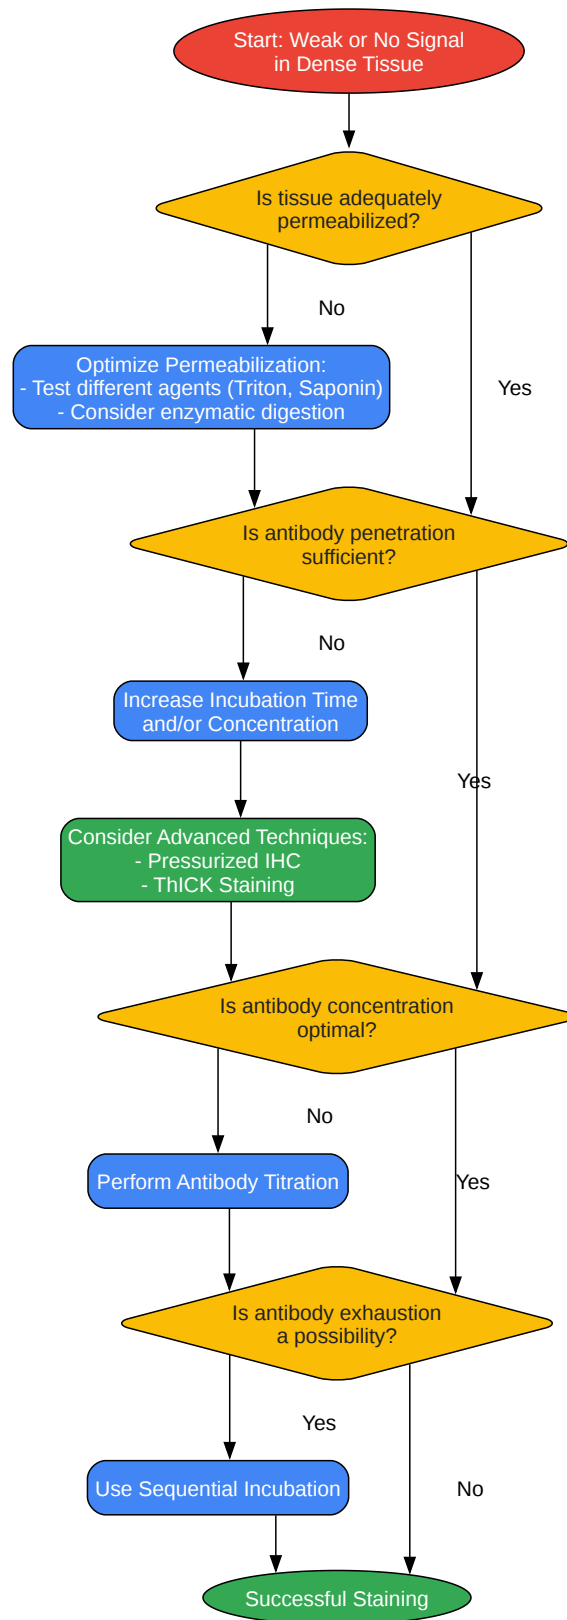 Start: Weak or No Signal
in Dense Tissue
Is tissue adequately
permeabilized?
No
Optimize Permeabilization:
- Test different agents (Triton, Saponin)
- Consider enzymatic digestion
Yes
Is antibody penetration
sufficient?
No
Increase Incubation Time
and/or Concentration
Yes
Consider Advanced Techniques:
- Pressurized IHC
- ThICK Staining
Is antibody concentration
optimal?
No
Perform Antibody Titration
Yes
Is antibody exhaustion
a possibility?
Yes
Use Sequential Incubation
No
Successful Staining